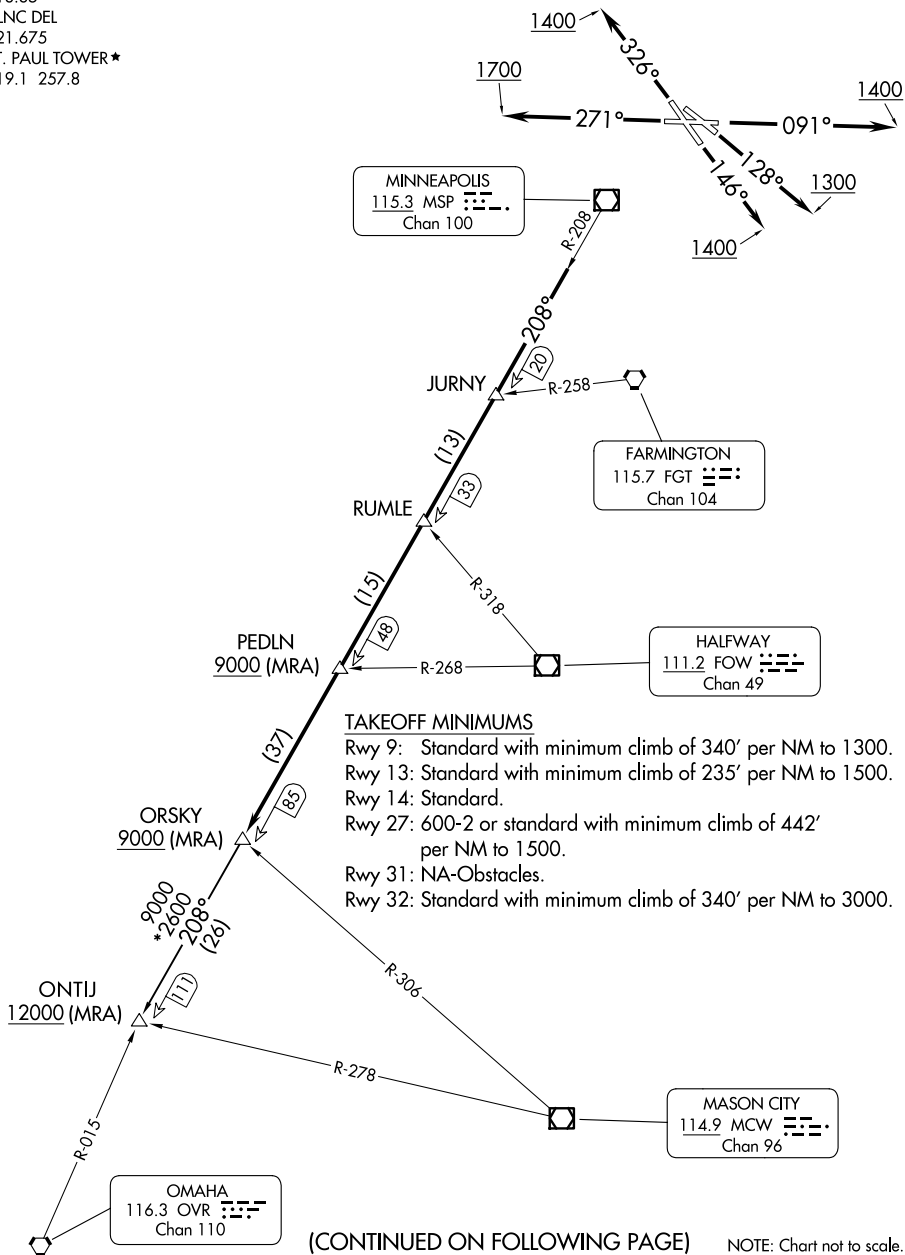 LNC DEL
T. PAUL TOWER★
19.1 257.8
1400
326°
1700
271°
091°
1400
128°
146°
1300
1400
MINNEAPOLIS
115.3 MSP
Chan 100
R-208
208°
JURNY
20
R-258
FARMINGTON
115.7 FGT
Chan 104
(13)
RUMLE
33
(15)
R-318
PEDLN
9000 (MRA)
48
R-268
HALFWAY
111.2 FOW
Chan 49
(37)
TAKEOFF MINIMUMS
Rwy 9: Standard with minimum climb of 340' per NM to 1300.
Rwy 13: Standard with minimum climb of 235' per NM to 1500.
Rwy 14: Standard.
Rwy 27: 600-2 or standard with minimum climb of 442'
per NM to 1500.
Rwy 31: NA-Obstacles.
Rwy 32: Standard with minimum climb of 340' per NM to 3000.
ORSKY
9000 (MRA)
85
9000
*2600
208°
(26)
R-306
ONTIJ
12000 (MRA)
111
R-278
MASON CITY
114.9 MCW
Chan 96
R-015
OMAHA
116.3 OVR
Chan 110
(CONTINUED ON FOLLOWING PAGE)
NOTE: Chart not to scale.